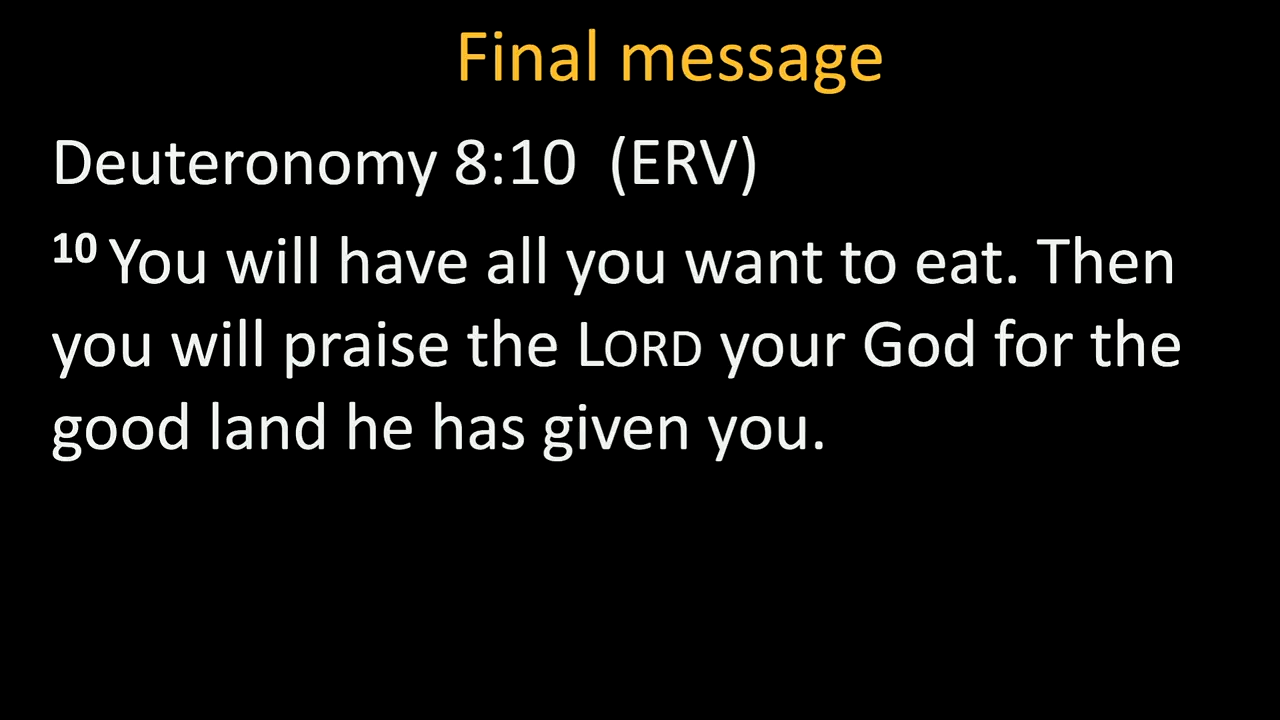 Final message
Deuteronomy 8:10  (ERV)
10 You will have all you want to eat. Then
you will praise the LORD your God for the
good land he has given you.